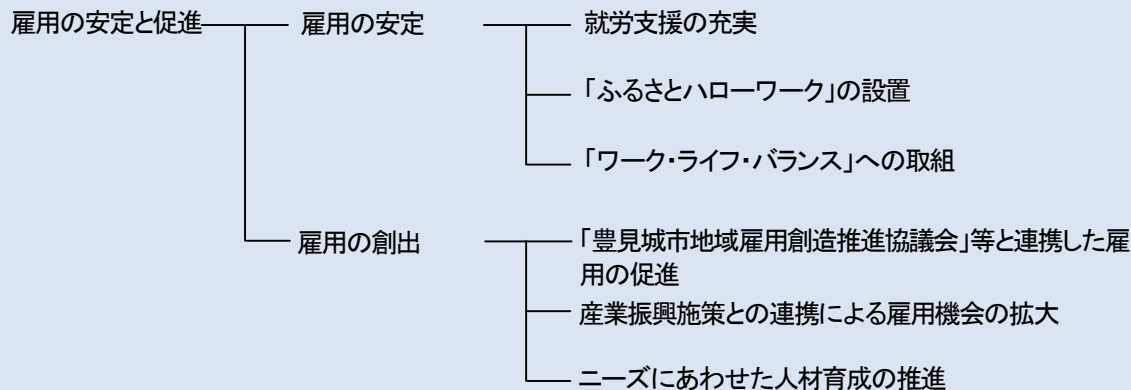 雇用の安定と促進
雇用の安定
就労支援の充実
「ふるさとハローワーク」の設置
「ワーク・ライフ・バランス」への取組
雇用の創出
「豊見城市地域雇用創造推進協議会」等と連携した雇
用の促進
産業振興施策との連携による雇用機会の拡大
ニーズにあわせた人材育成の推進